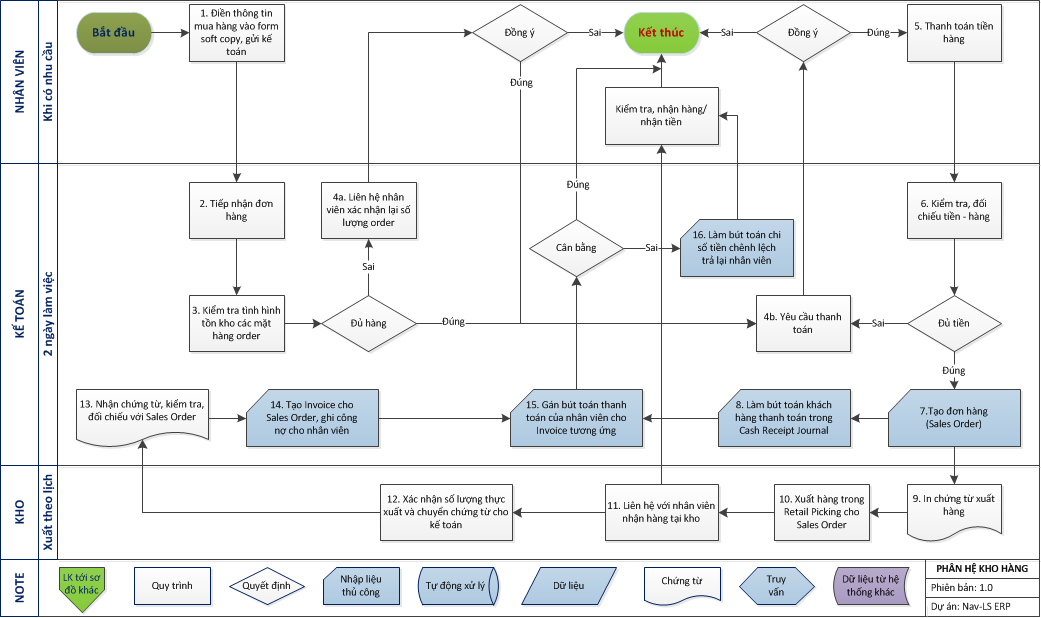 NHÂN VIÊN
Khi có nhu cầu
Bắt đầu
1. Điền thông tin
mua hàng vào form
soft copy, gửi kế
toán
Đồng ý
Sai
Kết thúc
Sai
Đồng ý
Đúng
5. Thanh toán tiền
hàng
Đúng
Kiểm tra, nhận hàng/
nhận tiền
KẾ TOÁN
2 ngày làm việc
2. Tiếp nhận đơn
hàng
4a. Liên hệ nhân
viên xác nhận lại số
lượng order
Đúng
Cân bằng
Sai
16. Làm bút toán chi
số tiền chênh lệch
trả lại nhân viên
6. Kiểm tra, đối
chiếu tiền - hàng
Sai
3. Kiểm tra tình hình
tồn kho các mặt
hàng order
Đủ hàng
Đúng
4b. Yêu cầu thanh
toán
Sai
Đủ tiền
Đúng
13. Nhận chứng từ, kiểm tra,
đối chiếu với Sales Order
14. Tạo Invoice cho
Sales Order, ghi công
nợ cho nhân viên
15. Gán bút toán thanh
toán của nhân viên cho
Invoice tương ứng
8. Làm bút toán khách
hàng thanh toán trong
Cash Receipt Journal
7.Tạo đơn hàng
(Sales Order)
KHO
Xuất theo lịch
12. Xác nhận số lượng thực
xuất và chuyển chứng từ cho
kế toán
11. Liên hệ với nhân viên
nhận hàng tại kho
10. Xuất hàng trong
Retail Picking cho
Sales Order
9. In chứng từ xuất
hàng
NOTE
LK tới sơ
đồ khác
Quy trình
Quyết định
Nhập liệu
thủ công
Tự động xử lý
Dữ liệu
Chứng từ
Truy
vấn
Dữ liệu từ hệ
thống khác
PHÂN HỆ KHO HÀNG
Phiên bản: 1.0
Dự án: Nav-LS ERP